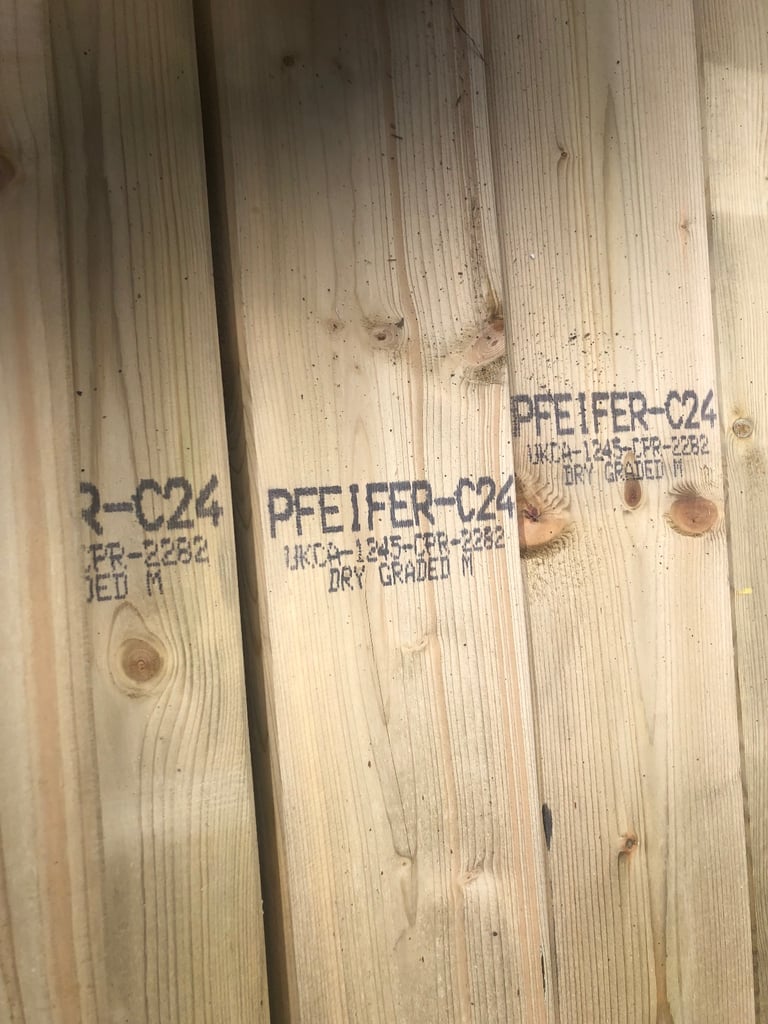 R-C24
CPR-2282
DED M
PFEIFER-C24
UKCA-1245-CPR-2282
DRY GRADED M
PFEIFER-C24
UKCA-1245-CPR-2282
DRY GRADED M